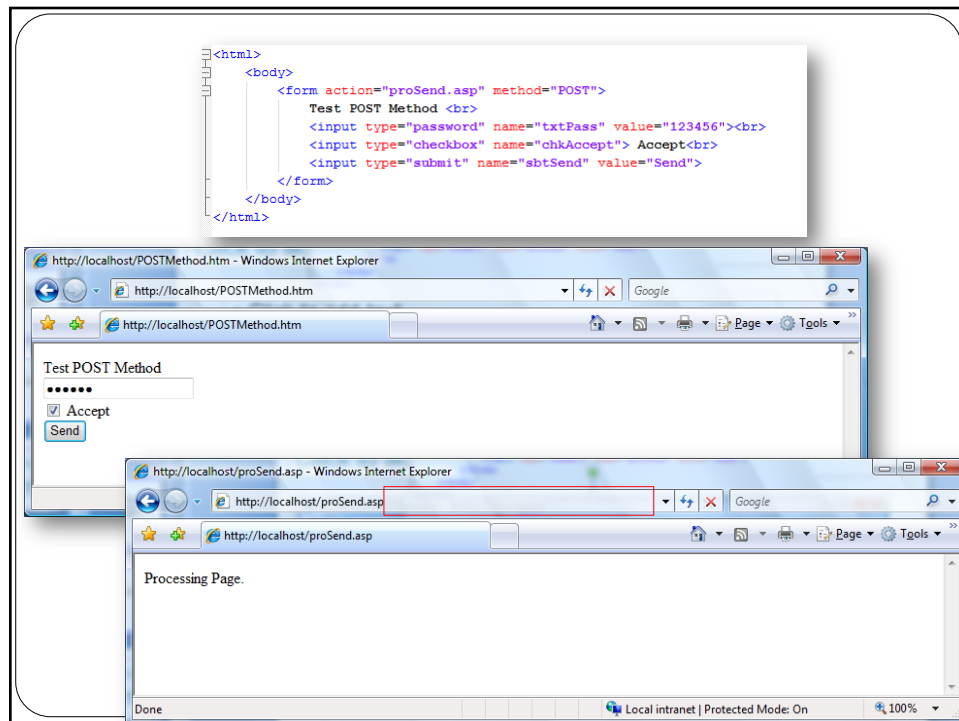 <html>
<body>
<form action="proSend.asp" method="POST">
Test POST Method <br>
<input type="password" name="txtPass" value="123456"><br>
<input type="checkbox" name="chkAccept"> Accept<br>
<input type="submit" name="sbtSend" value="Send">
</form>
</body>
</html>
http://localhost/POSTMethod.htm - Windows Internet Explorer
http://localhost/POSTMethod.htm
Google
http://localhost/POSTMethod.htm
Page
Tools
Test POST Method
••••••
Accept
Send
http://localhost/proSend.asp - Windows Internet Explorer
http://localhost/proSend.asp
Google
http://localhost/proSend.asp
Page
Tools
Processing Page.
Done
Local intranet | Protected Mode: On
100%